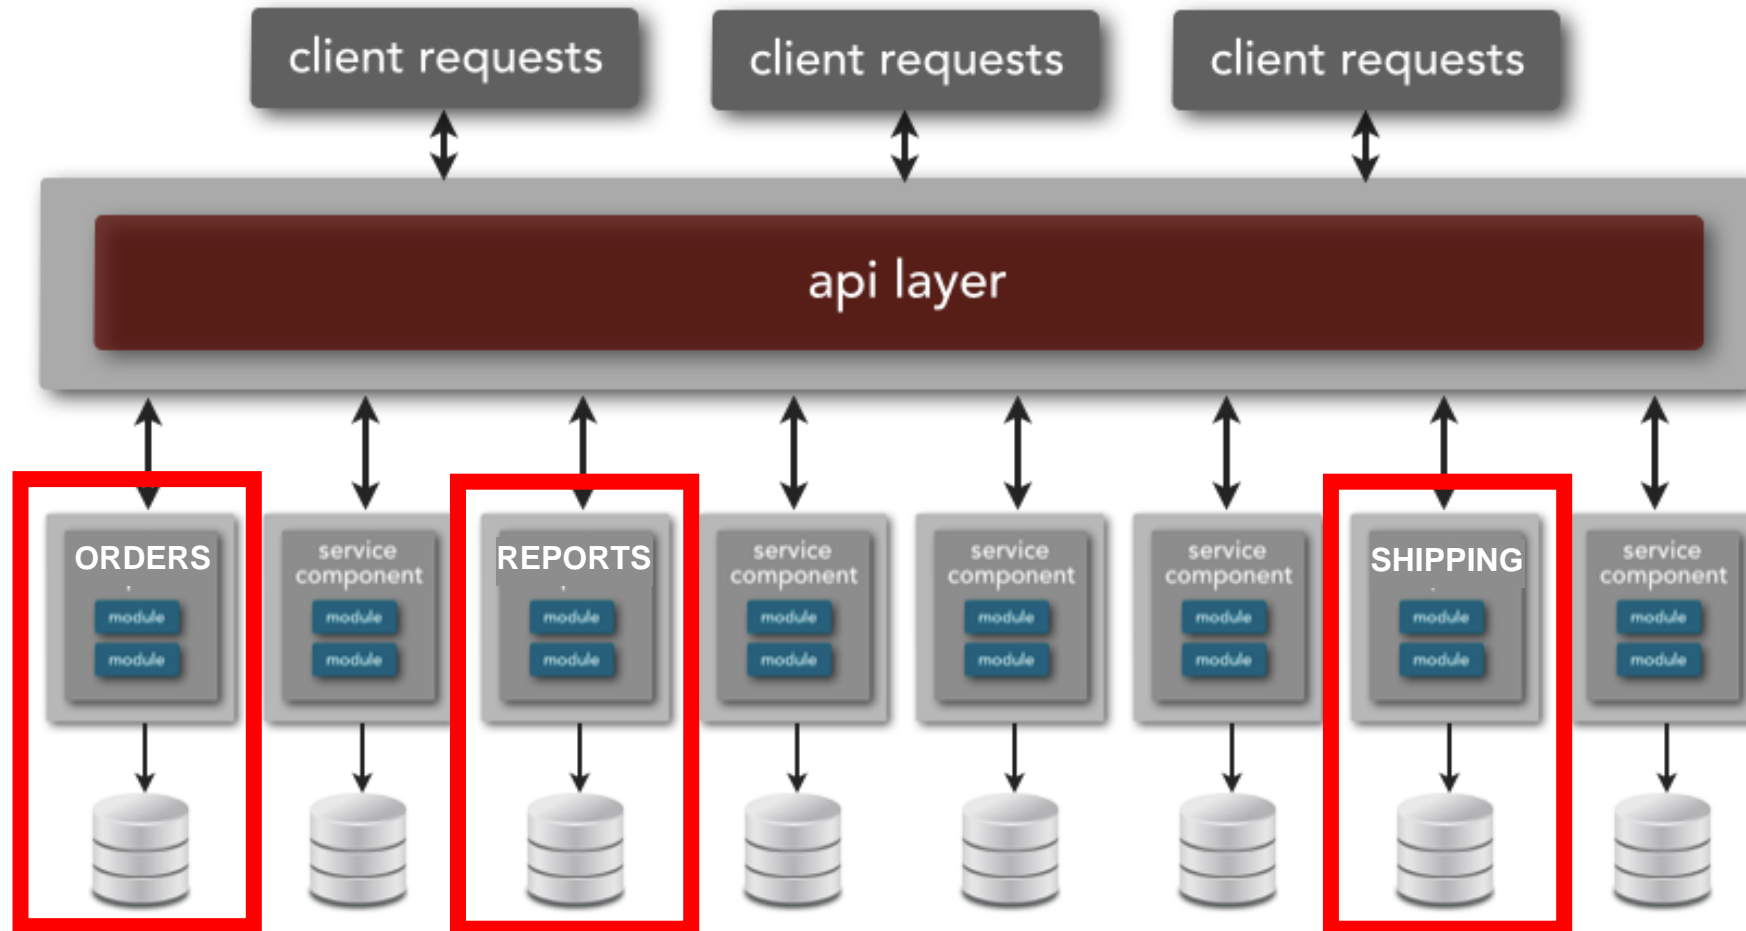 client requests
client requests
client requests
api layer
ORDERS
module
module
service
component
module
module
REPORTS
module
module
service
component
module
module
service
component
module
module
service
component
module
module
SHIPPING
module
module
service
component
module
module